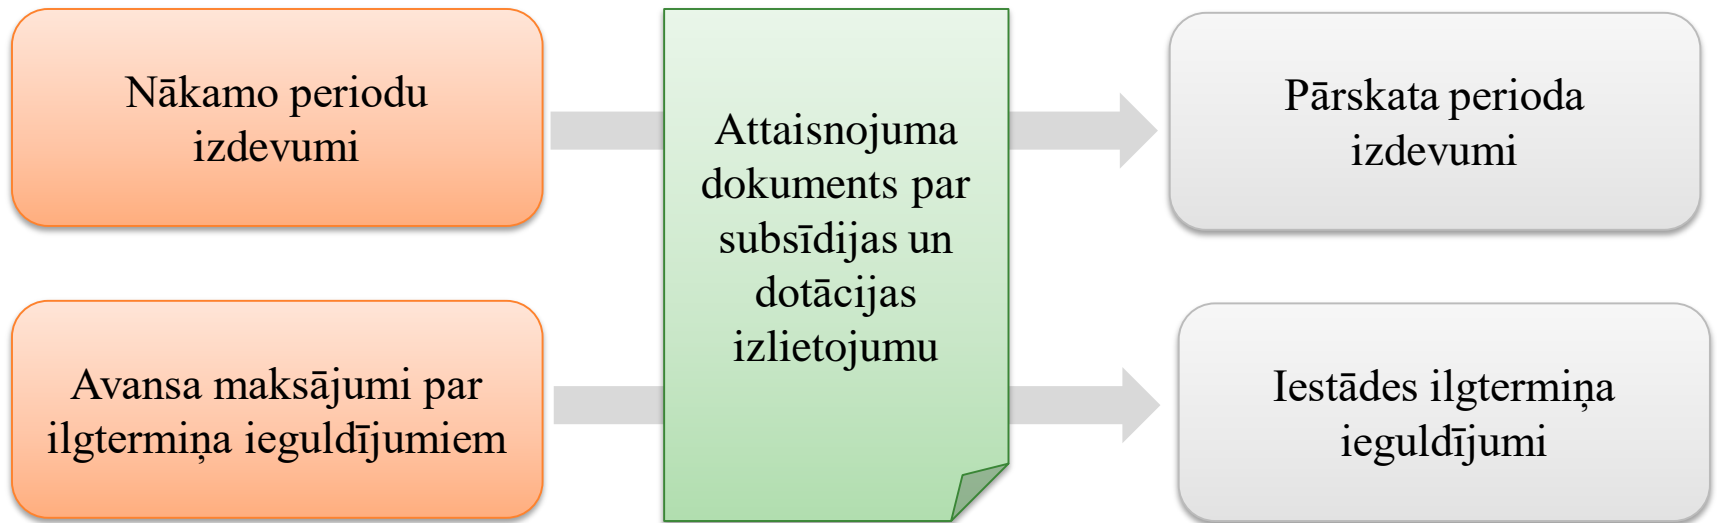 Nākamo periodu
izdevumi
Attaisnojuma
dokuments par
subsīdijas un
dotācijas
izlietojumu
Pārskata perioda
izdevumi
Avansa maksājumi par
ilgtermiņa ieguldījumiem
Iestādes ilgtermiņa
ieguldījumi